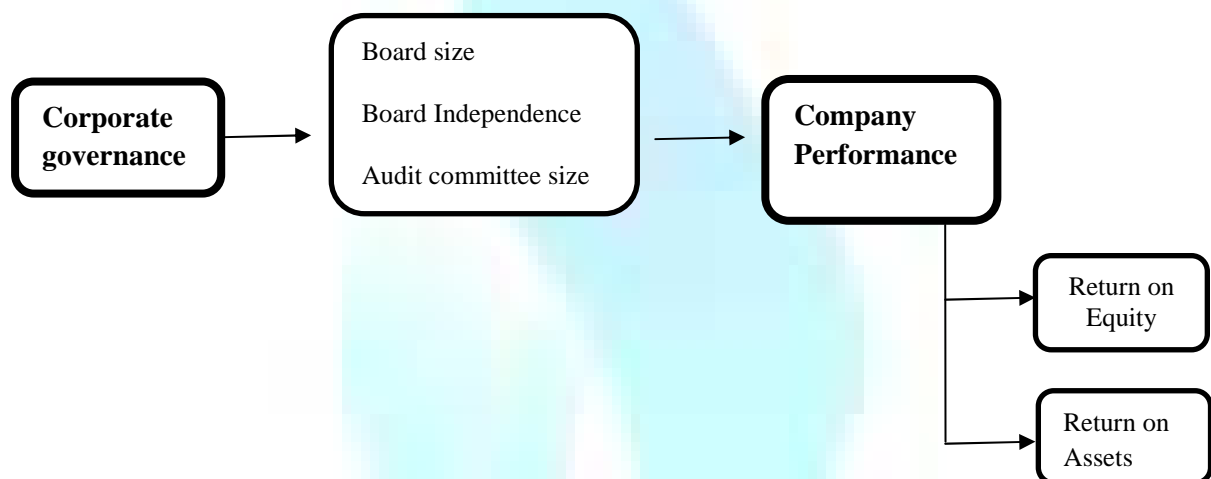 Board size
Board Independence
Audit committee size
Corporate
governance
Company
Performance
Return on
Equity
Return on
Assets